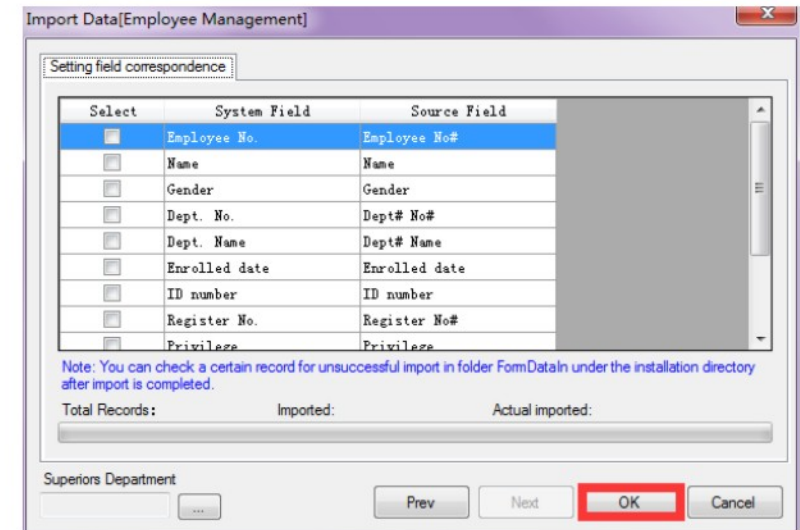 Import Data[Employee Management]
x
Setting field correspondence
Select System Field Source Field
Employee No. Employee No#
Name Name
Gender Gender
Dept. No. Dept# No#
Dept. Name Dept# Name
Enrolled date Enrolled date
ID number ID number
Register No. Register No#
Privilege Privilege
Note: You can check a certain record for unsuccessful import in folder FormDataIn under the installation directory
after import is completed.
Total Records: Imported: Actual imported:
Superiors Department
... Prev Next OK Cancel